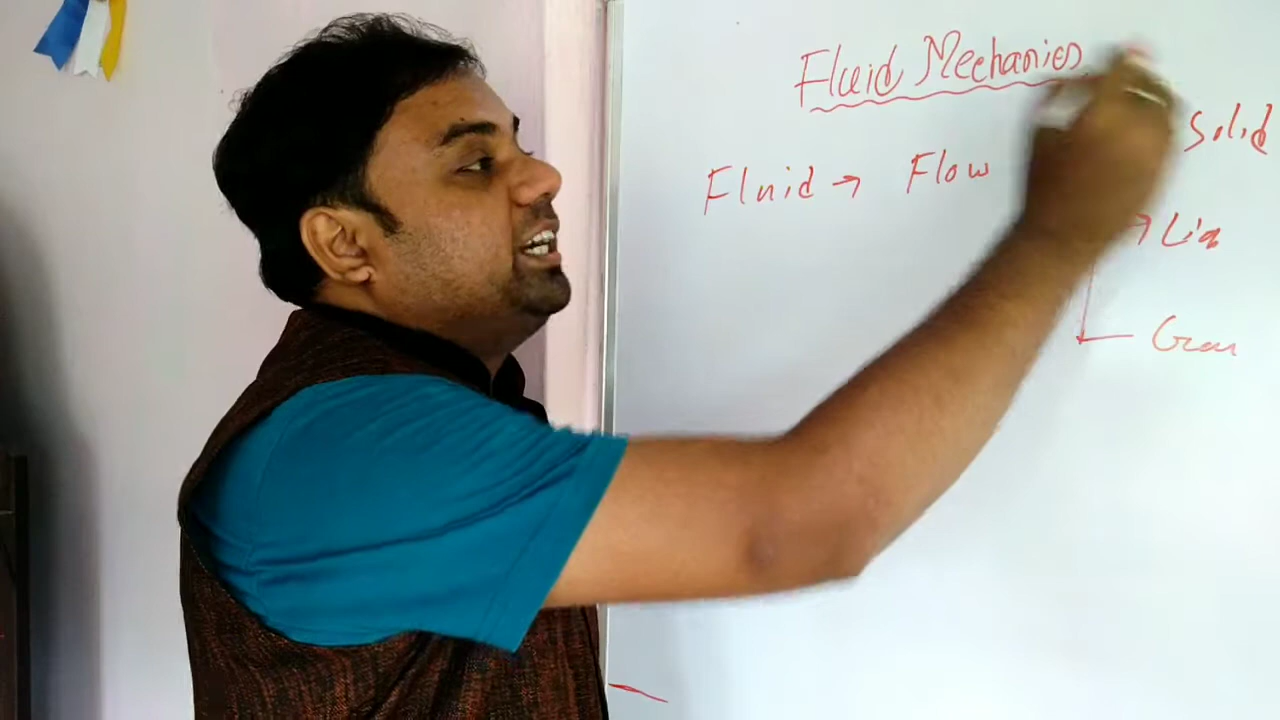 Fluid Mechanics
Solid
Fluid → Flow
→ Liq
Gas